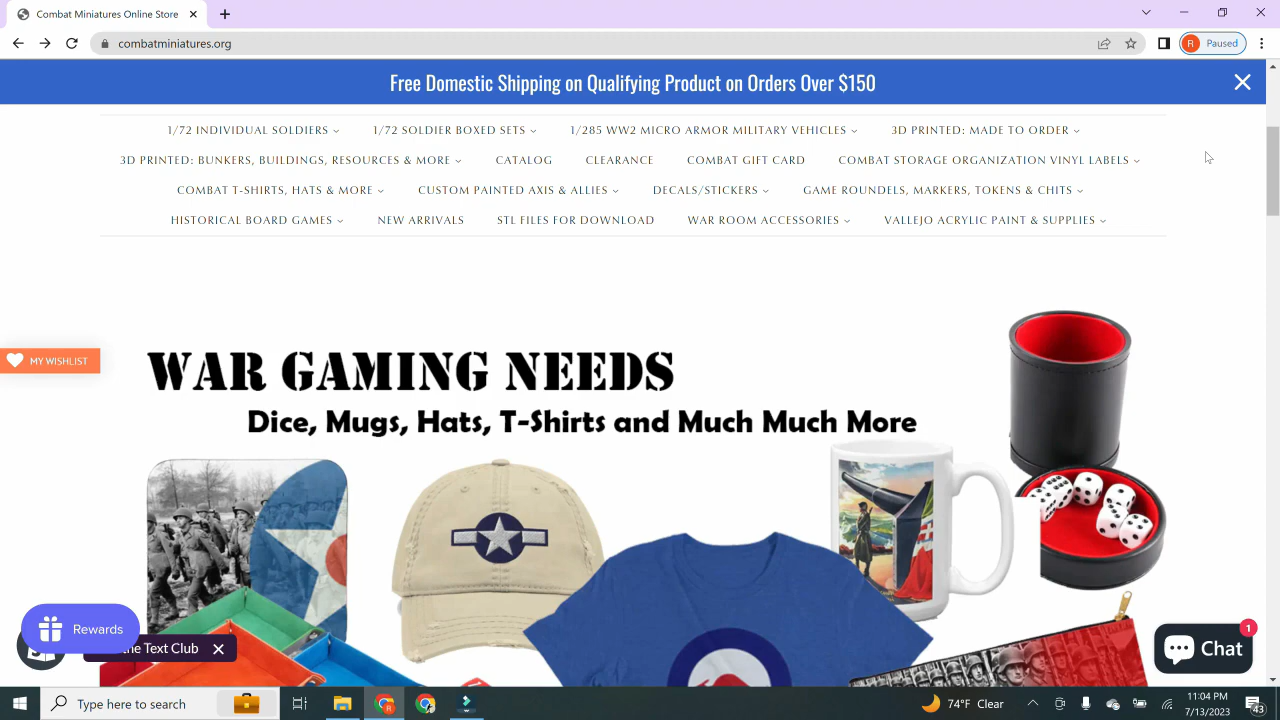 Combat Miniatures Online Store
combatminiatures.org
R Paused
Free Domestic Shipping on Qualifying Product on Orders Over $150
1/72 INDIVIDUAL SOLDIERS 1/72 SOLDIER BOXED SETS 1/285 WW2 MICRO ARMOR MILITARY VEHICLES 3D PRINTED: MADE TO ORDER
3D PRINTED: BUNKERS, BUILDINGS, RESOURCES & MORE CATALOG CLEARANCE COMBAT GIFT CARD COMBAT STORAGE ORGANIZATION VINYL LABELS
COMBAT T-SHIRTS, HATS & MORE CUSTOM PAINTED AXIS & ALLIES DECALS/STICKERS GAME ROUNDELS, MARKERS, TOKENS & CHITS
HISTORICAL BOARD GAMES NEW ARRIVALS STL FILES FOR DOWNLOAD WAR ROOM ACCESSORIES VALLEJO ACRYLIC PAINT & SUPPLIES
MY WISHLIST
WAR GAMING NEEDS
Dice, Mugs, Hats, T-Shirts and Much Much More
Rewards
the Text Club
1
Chat
Type here to search
R
74°F Clear
11:04 PM
7/13/2023
43